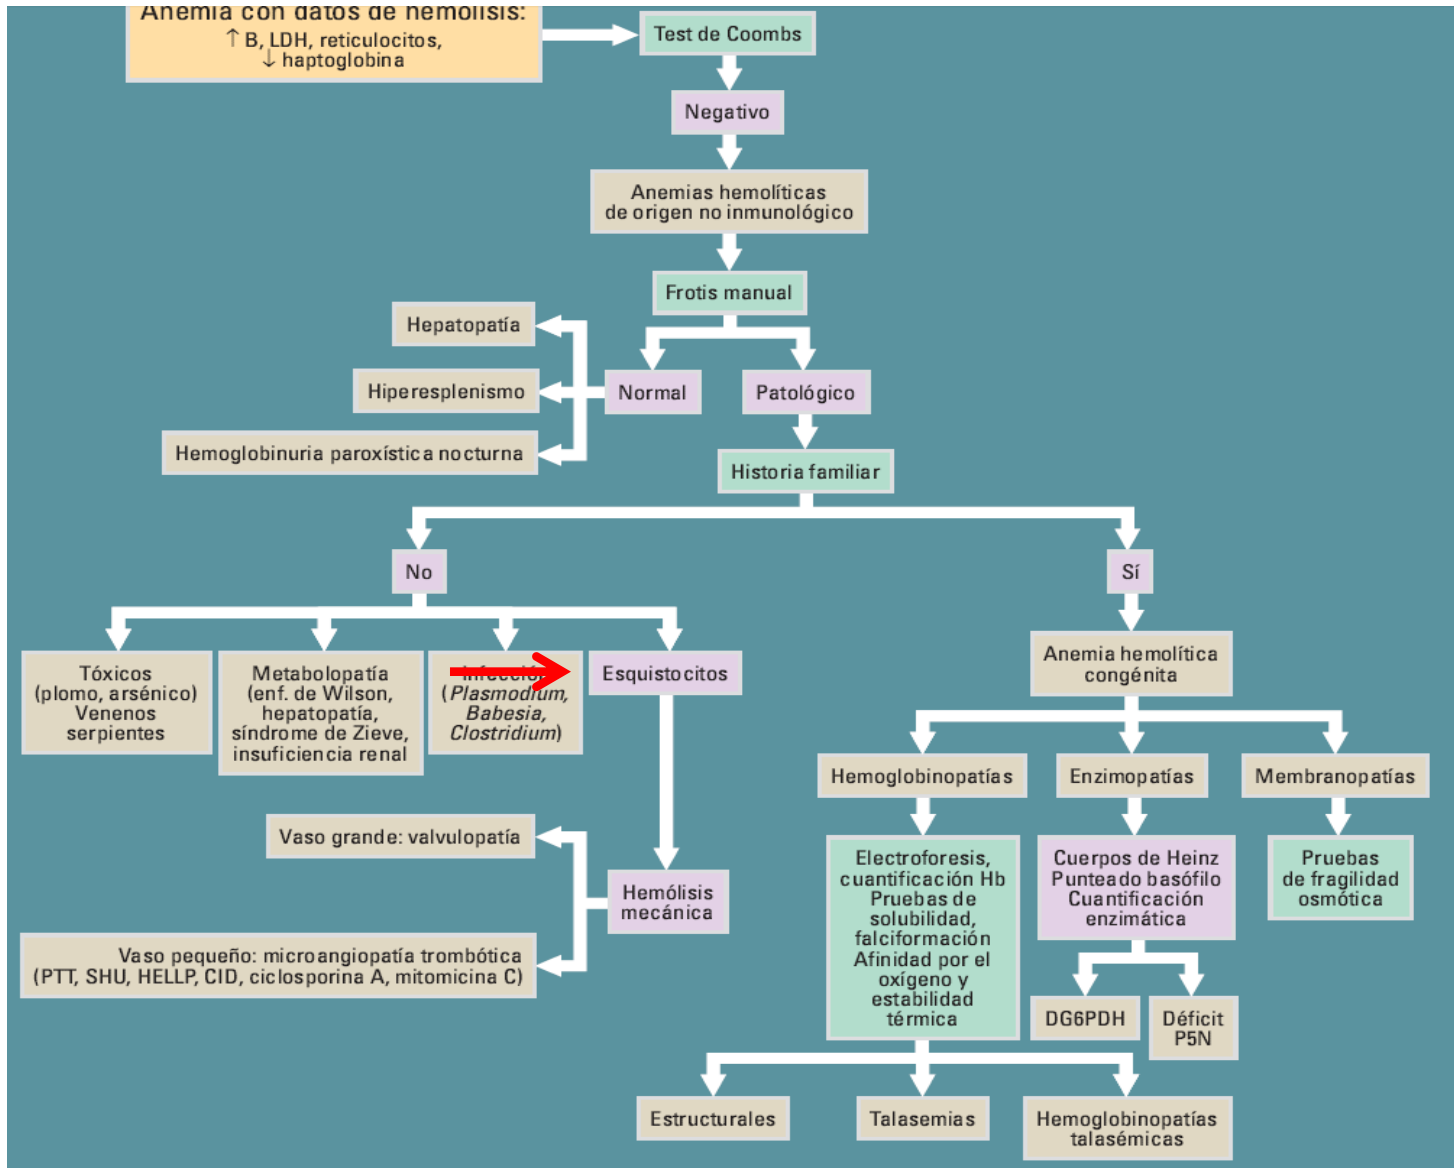 Anemia con datos de hemólisis:
↑ B, LDH, reticulocitos,
↓ haptoglobina
Test de Coombs
Negativo
Anemias hemolíticas
de origen no inmunológico
Frotis manual
Hepatopatía
Hiperesplenismo
Normal
Patológico
Hemoglobinuria paroxística nocturna
Historia familiar
No
Sí
Tóxicos
(plomo, arsénico)
Venenos
serpientes
Metabolopatía
(enf. de Wilson,
hepatopatía,
síndrome de Zieve,
insuficiencia renal
Infección
(Plasmodium,
Babesia,
Clostridium)
Esquistocitos
Anemia hemolítica
congénita
Hemoglobinopatías
Enzimopatías
Membranopatías
Vaso grande: valvulopatía
Hemólisis
mecánica
Vaso pequeño: microangiopatía trombótica
(PTT, SHU, HELLP, CID, ciclosporina A, mitomicina C)
Electroforesis,
cuantificación Hb
Pruebas de
solubilidad,
falciformación
Afinidad por el
oxígeno y
estabilidad
térmica
Cuerpos de Heinz
Punteado basófilo
Cuantificación
enzimática
Pruebas
de fragilidad
osmótica
DG6PDH
Déficit
P5N
Estructurales
Talasemias
Hemoglobinopatías
talasémicas